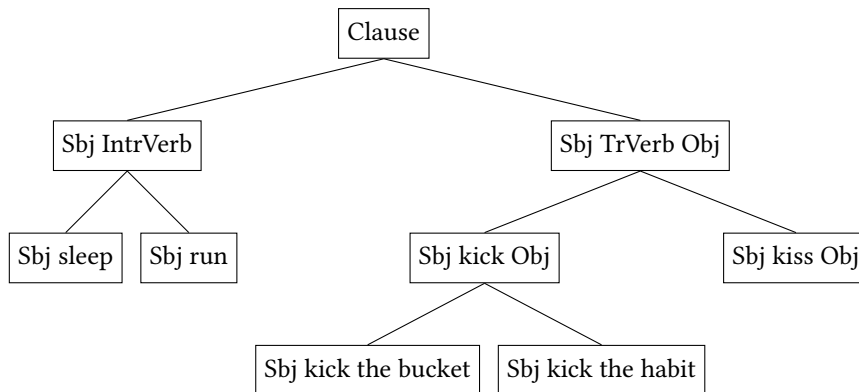 Clause
Sbj IntrVerb
Sbj TrVerb Obj
Sbj sleep
Sbj run
Sbj kick Obj
Sbj kiss Obj
Sbj kick the bucket
Sbj kick the habit